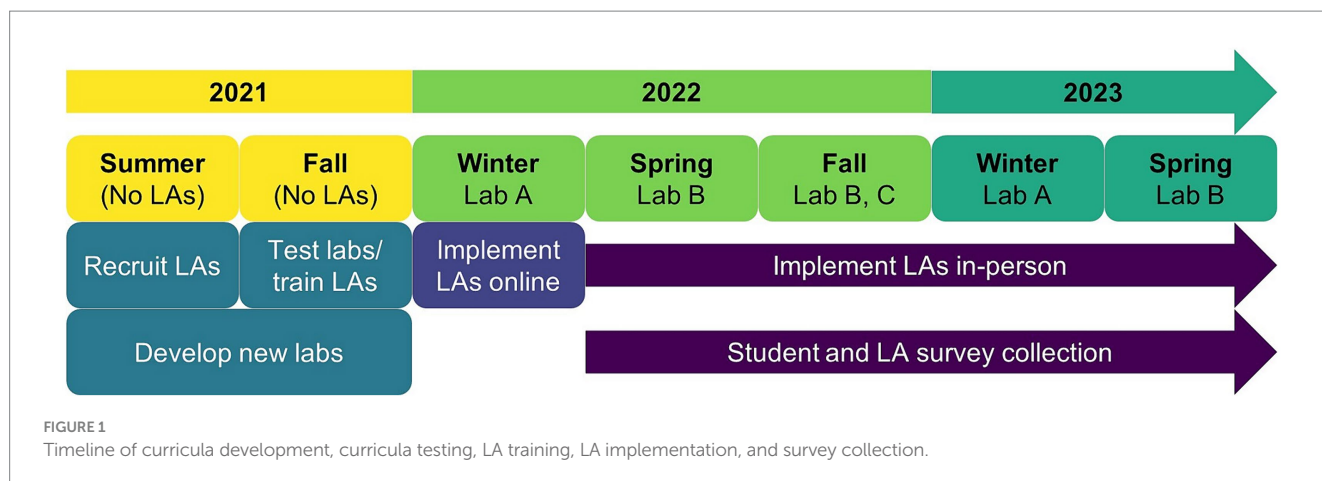 2021 2022 2023
Summer Fall Winter Spring Fall Winter Spring
(No LAs) (No LAs) Lab A Lab B Lab B, C Lab A Lab B
Recruit LAs
Test labs/
train LAs
Implement
LAs online
Implement LAs in-person
Develop new labs
Student and LA survey collection
FIGURE 1
Timeline of curricula development, curricula testing, LA training, LA implementation, and survey collection.